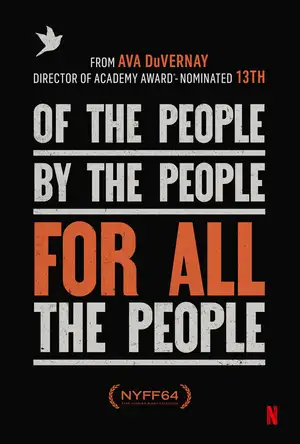 FROM AVA DuVERNAY
DIRECTOR OF ACADEMY AWARD®-NOMINATED 13TH
OF THE PEOPLE
BY THE PEOPLE
FOR ALL
THE PEOPLE
NYFF64
N